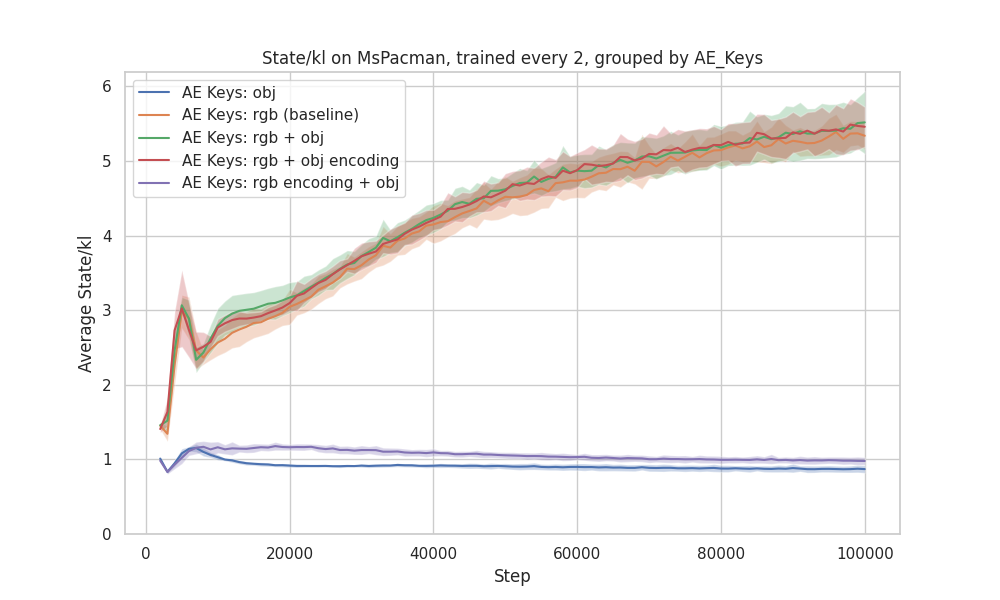 State/kl on MsPacman, trained every 2, grouped by AE_Keys
AE Keys: obj
AE Keys: rgb (baseline)
AE Keys: rgb + obj
AE Keys: rgb + obj encoding
AE Keys: rgb encoding + obj
Average State/kl
6
5
4
3
2
1
0
0 20000 40000 60000 80000 100000
Step